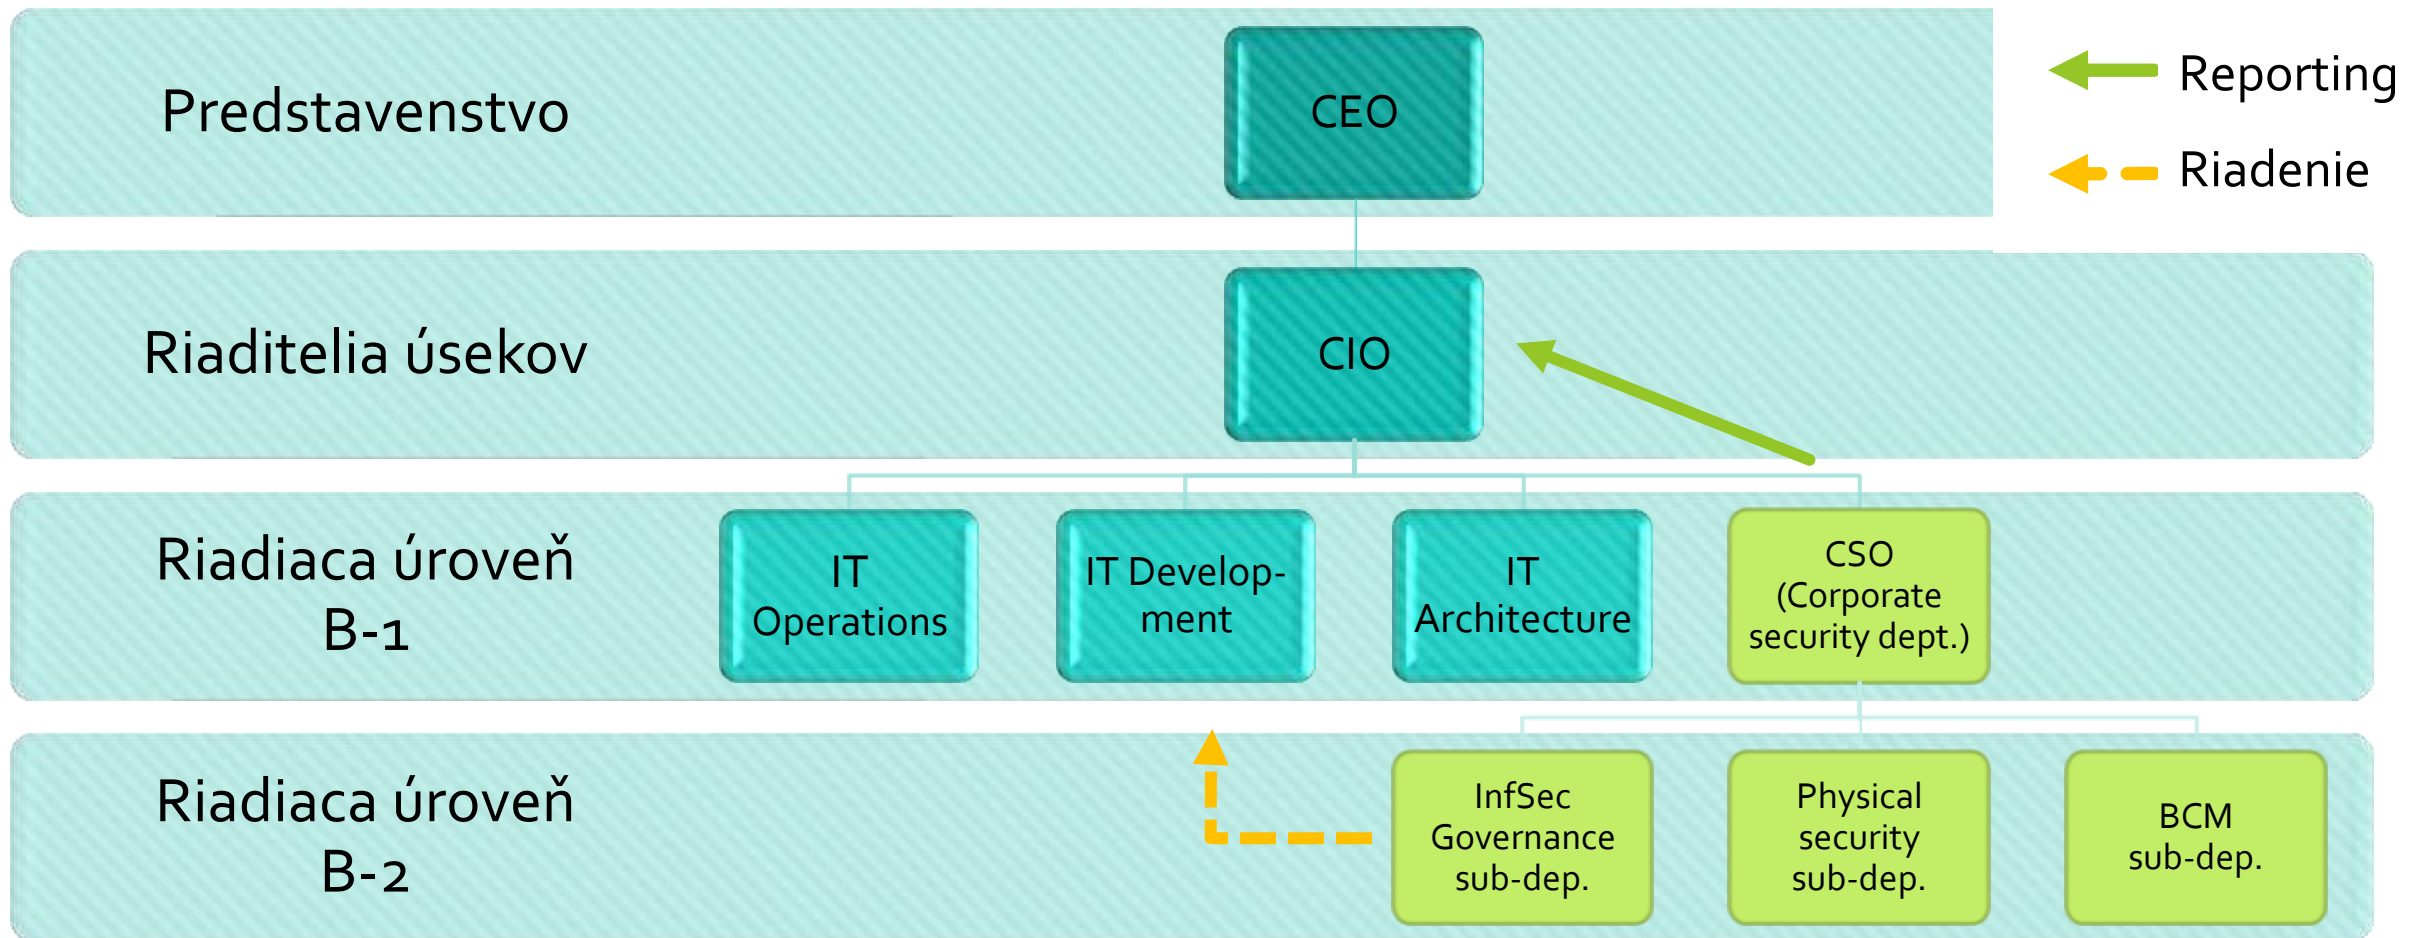 Predstavenstvo
CEO
Reporting
Riadenie
Riaditelia úsekov
CIO
Riadiaca úroveň
B-1
IT
Operations
IT Develop-
ment
IT
Architecture
CSO
(Corporate
security dept.)
Riadiaca úroveň
B-2
InfSec
Governance
sub-dep.
Physical
security
sub-dep.
BCM
sub-dep.